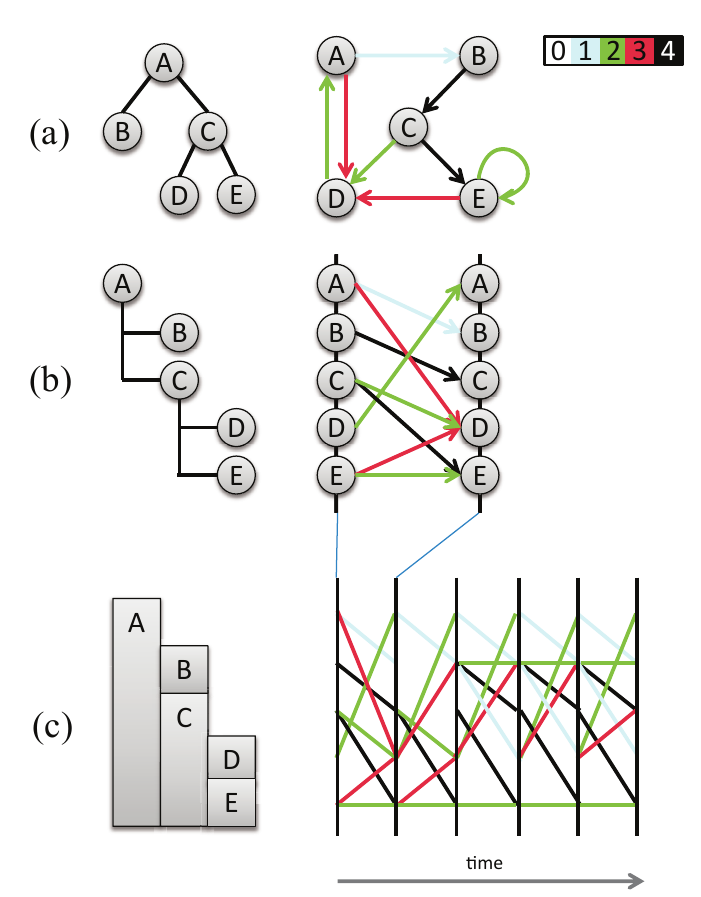 A A B 0 1 2 3 4
(a) B C C
D E D E
A A A
B B B
(b) C C C
D D D
E E E
A
B
(c) C
D
E
time